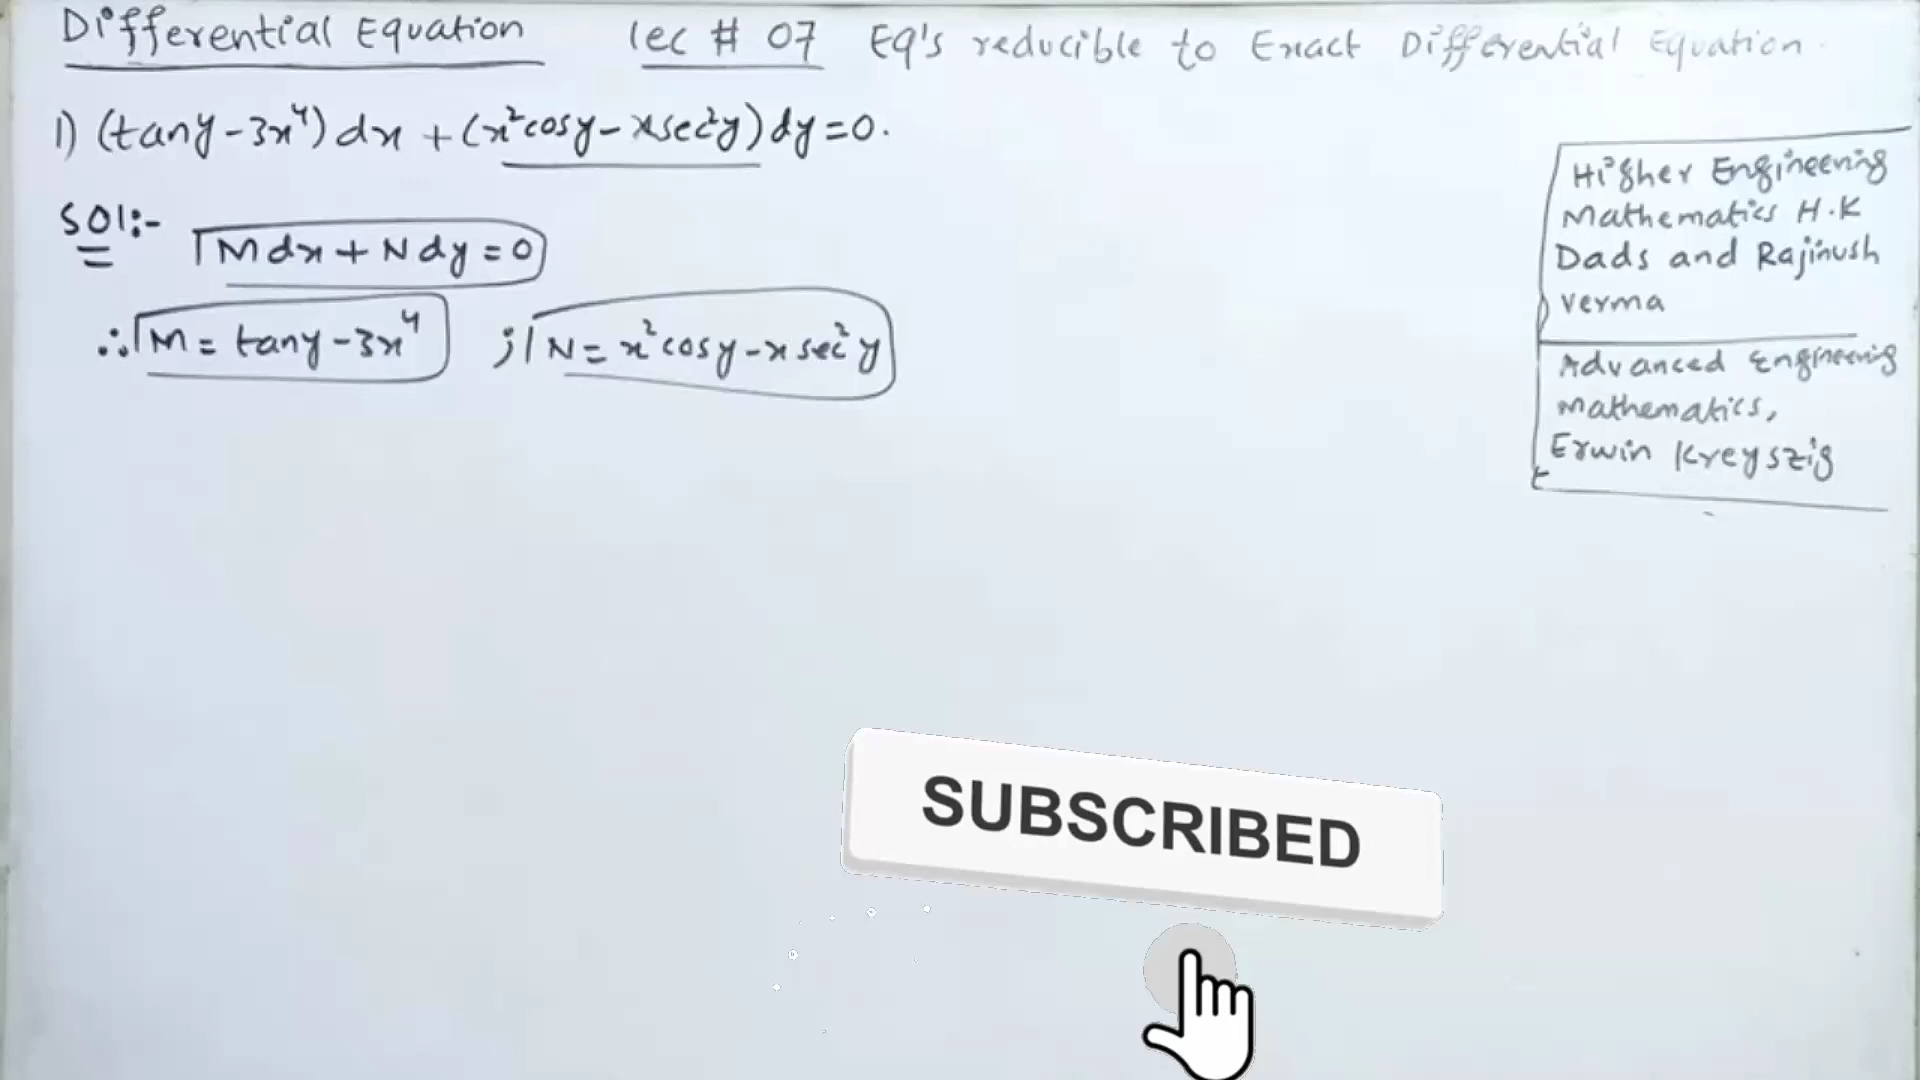 Differential Equation lec # 07 Eq's reducible to Exact Differential Equation.
1) (tany - 3x⁴) dx + (x²cosy - xsec²y) dy = 0.
Sol:-
Mdx + Ndy = 0
∴ M = tany - 3x⁴ ; N = x²cosy - x sec²y
Higher Engineering
Mathematics H.K
Dads and Rajinush
Verma
Advanced Engineering
Mathematics,
Erwin Kreyszig
SUBSCRIBED